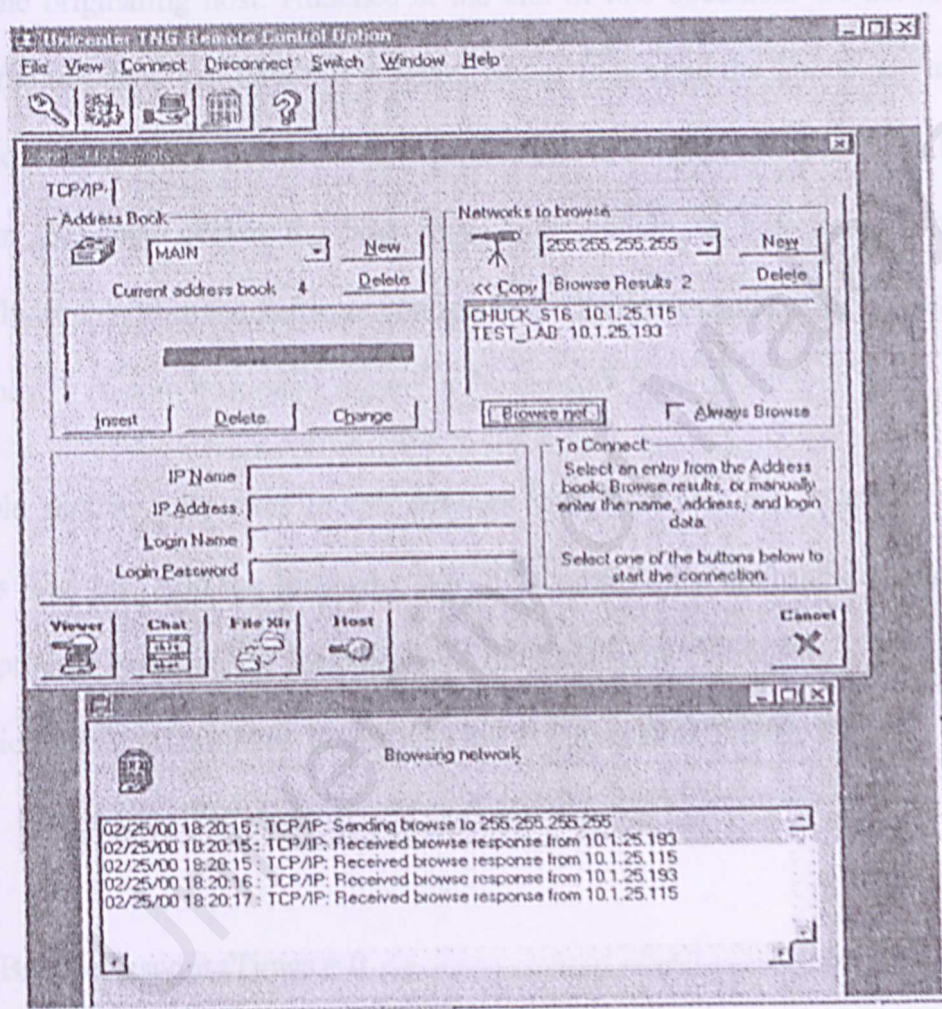 Unicenter TNG Remote Control Option
File View Connect Disconnect Switch Window Help
TCP/IP
Address Book
MAIN
New
Current address book 4
Delete
Insert Delete Change
Networks to browse
255.255.255.255
New
<< Copy
Browse Results 2
Delete
CHUCK_S16 10.1.25.115
TEST_LAB 10.1.25.193
Browse net
Always Browse
IP Name
IP Address
Login Name
Login Password
To Connect:
Select an entry from the Address
book, Browse results, or manually
enter the name, address, and login
data.
Select one of the buttons below to
start the connection.
Viewer Chat File Xfr Host Cancel
Browsing network
02/25/00 18:20:15 : TCP/IP: Sending browse to 255.255.255.255
02/25/00 18:20:15 : TCP/IP: Received browse response from 10.1.25.193
02/25/00 18:20:15 : TCP/IP: Received browse response from 10.1.25.115
02/25/00 18:20:16 : TCP/IP: Received browse response from 10.1.25.193
02/25/00 18:20:17 : TCP/IP: Received browse response from 10.1.25.115